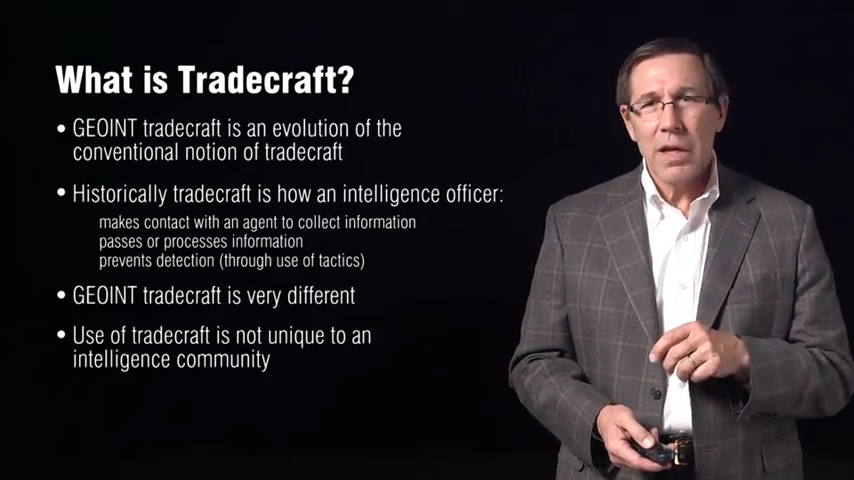 What is Tradecraft?
• GEOINT tradecraft is an evolution of the
conventional notion of tradecraft
• Historically tradecraft is how an intelligence officer:
makes contact with an agent to collect information
passes or processes information
prevents detection (through use of tactics)
• GEOINT tradecraft is very different
• Use of tradecraft is not unique to an
intelligence community